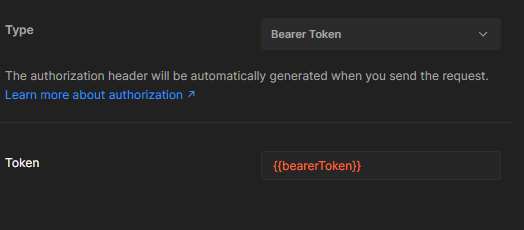 Type
Bearer Token
The authorization header will be automatically generated when you send the request.
Learn more about authorization ↗
Token
{{bearerToken}}